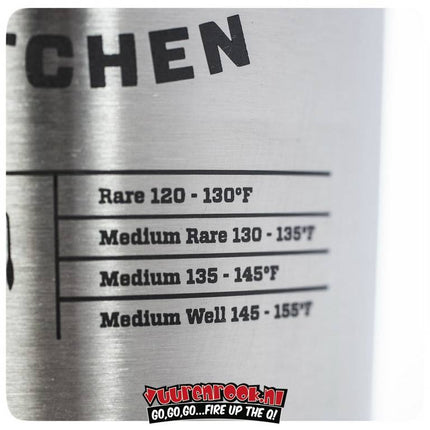 TCHEN
Rare 120 - 130°F
Medium Rare 130 - 135°F
Medium 135 - 145°F
Medium Well 145 - 155°F
vuurenrook.nl
GO,GO,GO...FIRE UP THE Q!